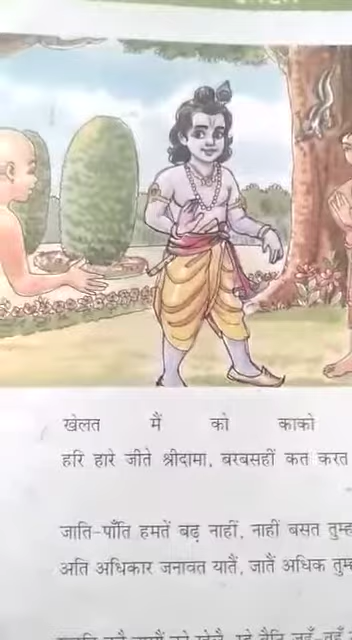 खेलत मैं को काको
हरि हारे जीते श्रीदामा, बरबसहीं कत करत
जाति-पाँति हमतें बढ़ नाहीं, नाहीं बसत तुम्ह
अति अधिकार जनावत यातैं, जातैं अधिक तुम्ह